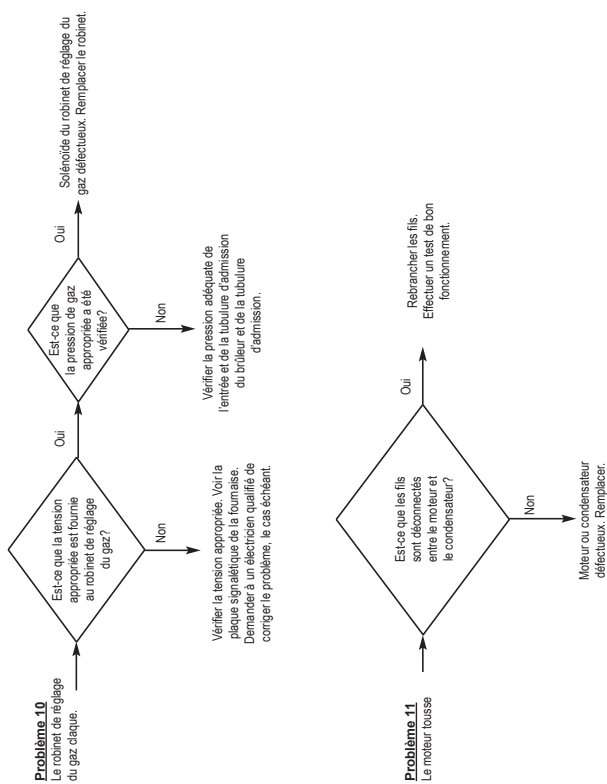 Problème 10
Le robinet de réglage
du gaz claque.
Est-ce que la tension
appropriée est fournie
au robinet de réglage
du gaz?
Oui
Non
Vérifier la tension appropriée. Voir la
plaque signalétique de la fournaise.
Demander à un électricien qualifié de
corriger le problème, le cas échéant.
Est-ce que
la pression de gaz
appropriée a été
vérifiée?
Oui
Non
Vérifier la pression adéquate de
l'entrée et de la tubulure d'admission
du brûleur et de la tubulure
d'admission.
Solénoïde du robinet de réglage du
gaz défectueux. Remplacer le robinet.
Problème 11
Le moteur tousse
Est-ce que les fils
sont déconnectés
entre le moteur et
le condensateur?
Oui
Non
Moteur ou condensateur
défectueux. Remplacer.
Rebrancher les fils.
Effectuer un test de bon
fonctionnement.